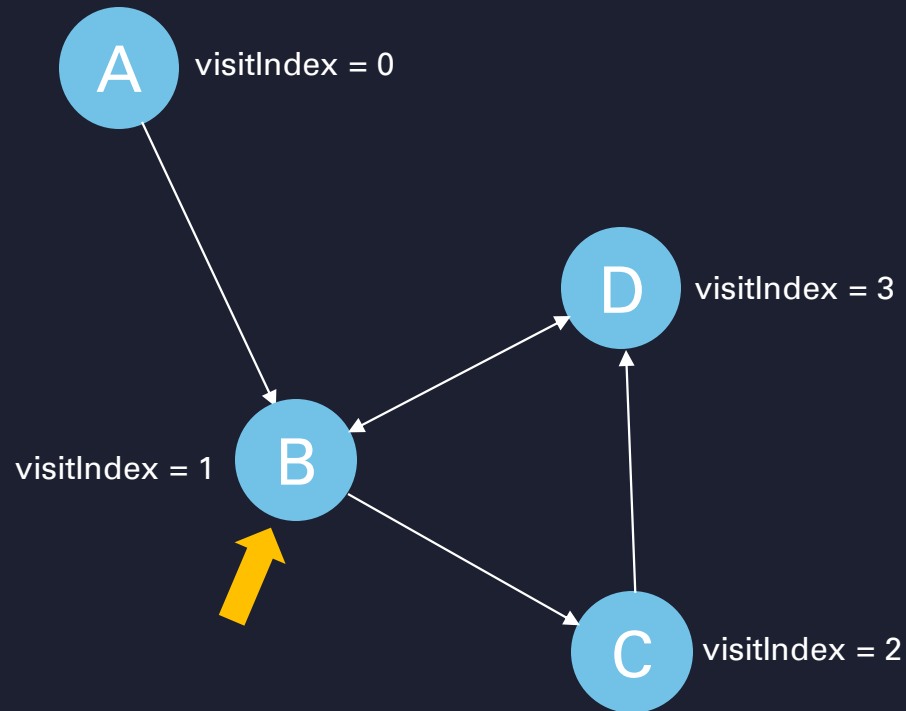 A
visitIndex = 0
D
visitIndex = 3
B
visitIndex = 1
C
visitIndex = 2